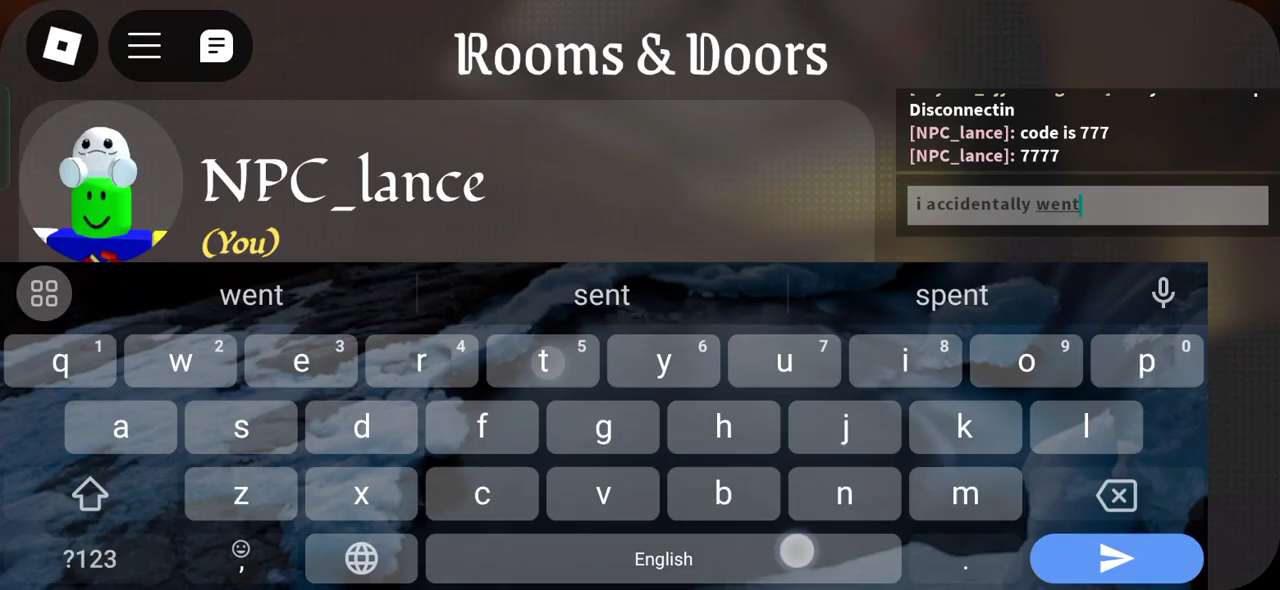 Rooms & Doors
NPC_lance
(You)
Disconnectin
[NPC_lance]: code is 777
[NPC_lance]: 7777
i accidentally went
went sent spent
q 1 w 2 e 3 r 4 t 5 y 6 u 7 i 8 o 9 p 0
a s d f g h j k l
z x c v b n m
?123 , English .